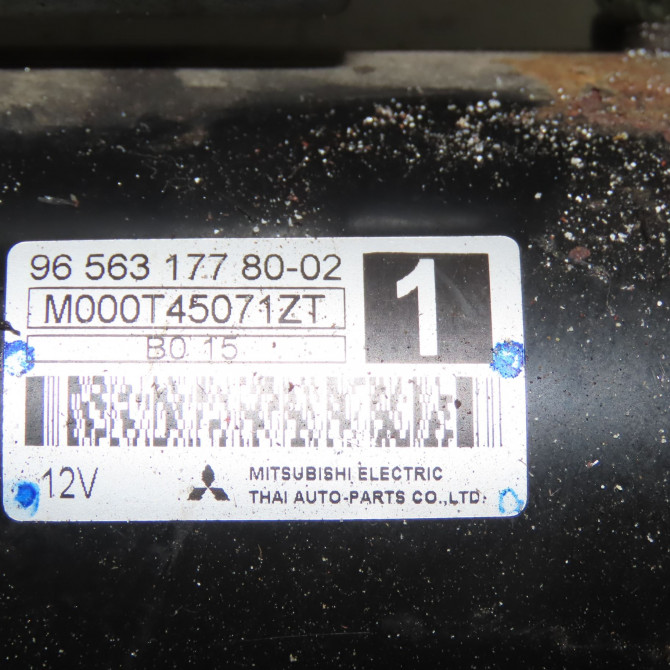 96 563 177 80-02
1
M000T45071ZT
B0 15
12V
MITSUBISHI ELECTRIC
THAI AUTO-PARTS CO.,LTD.